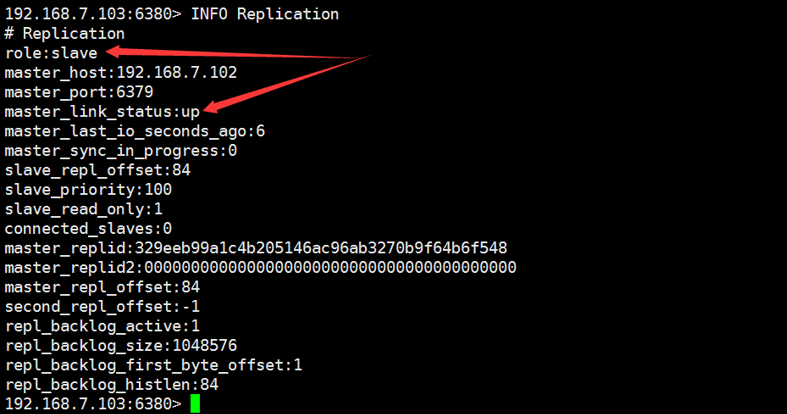 192.168.7.103:6380> INFO Replication
# Replication
role:slave
master_host:192.168.7.102
master_port:6379
master_link_status:up
master_last_io_seconds_ago:6
master_sync_in_progress:0
slave_repl_offset:84
slave_priority:100
slave_read_only:1
connected_slaves:0
master_replid:329eeb99a1c4b205146ac96ab3270b9f64b6f548
master_replid2:0000000000000000000000000000000000000000
master_repl_offset:84
second_repl_offset:-1
repl_backlog_active:1
repl_backlog_size:1048576
repl_backlog_first_byte_offset:1
repl_backlog_histlen:84
192.168.7.103:6380>